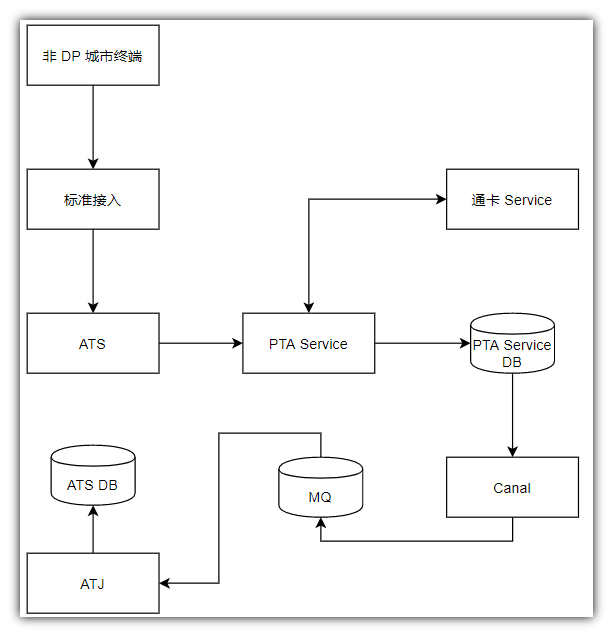 非 DP 城市终端
标准接入
通卡 Service
ATS
PTA Service
PTA Service
DB
ATS DB
MQ
Canal
ATJ